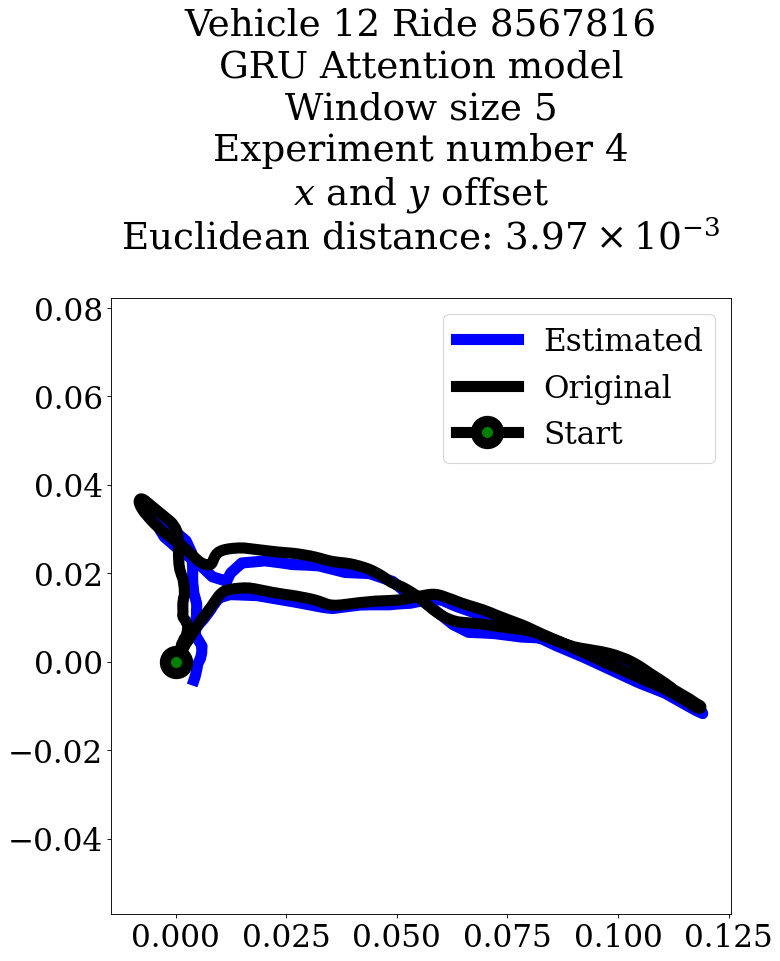 Vehicle 12 Ride 8567816
GRU Attention model
Window size 5
Experiment number 4
x and y offset
Euclidean distance: 3.97 × 10⁻³
Estimated
Original
Start
0.08
0.06
0.04
0.02
0.00
−0.02
−0.04
0.000 0.025 0.050 0.075 0.100 0.125